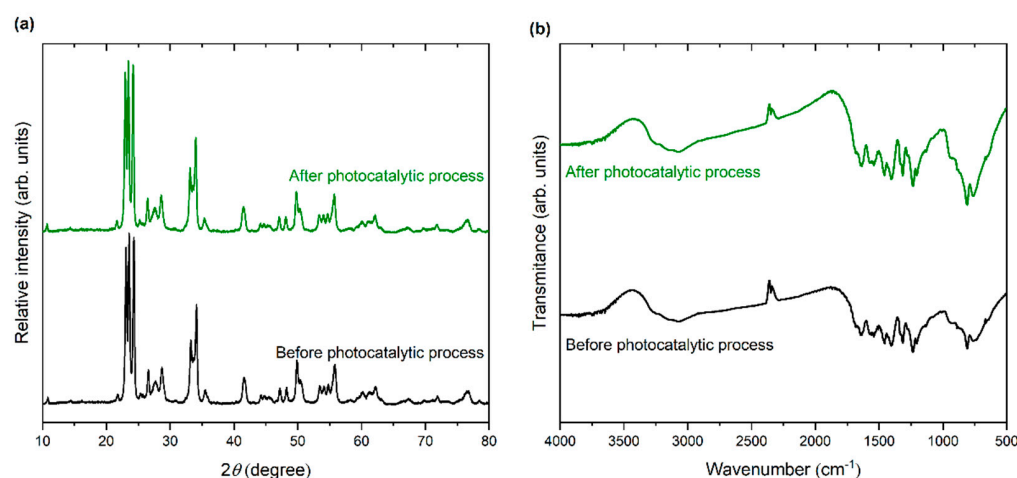 (a)
Relative intensity (arb. units)
After photocatalytic process
Before photocatalytic process
10 20 30 40 50 60 70 80
2θ (degree)
(b)
Transmitance (arb. units)
After photocatalytic process
Before photocatalytic process
4000 3500 3000 2500 2000 1500 1000 500
Wavenumber (cm⁻¹)